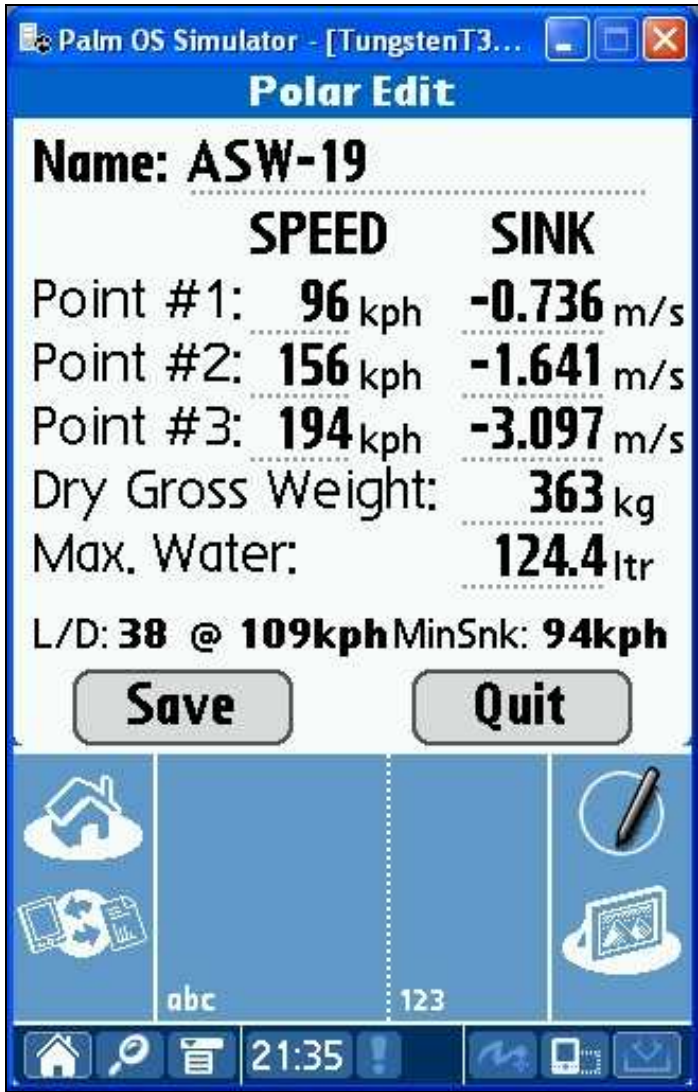 Palm OS Simulator - [TungstenT3...
Polar Edit
Name: ASW-19
SPEED SINK
Point #1: 96 kph -0.736 m/s
Point #2: 156 kph -1.641 m/s
Point #3: 194 kph -3.097 m/s
Dry Gross Weight: 363 kg
Max. Water: 124.4 ltr
L/D: 38 @ 109kph MinSnk: 94kph
Save Quit
abc 123
21:35